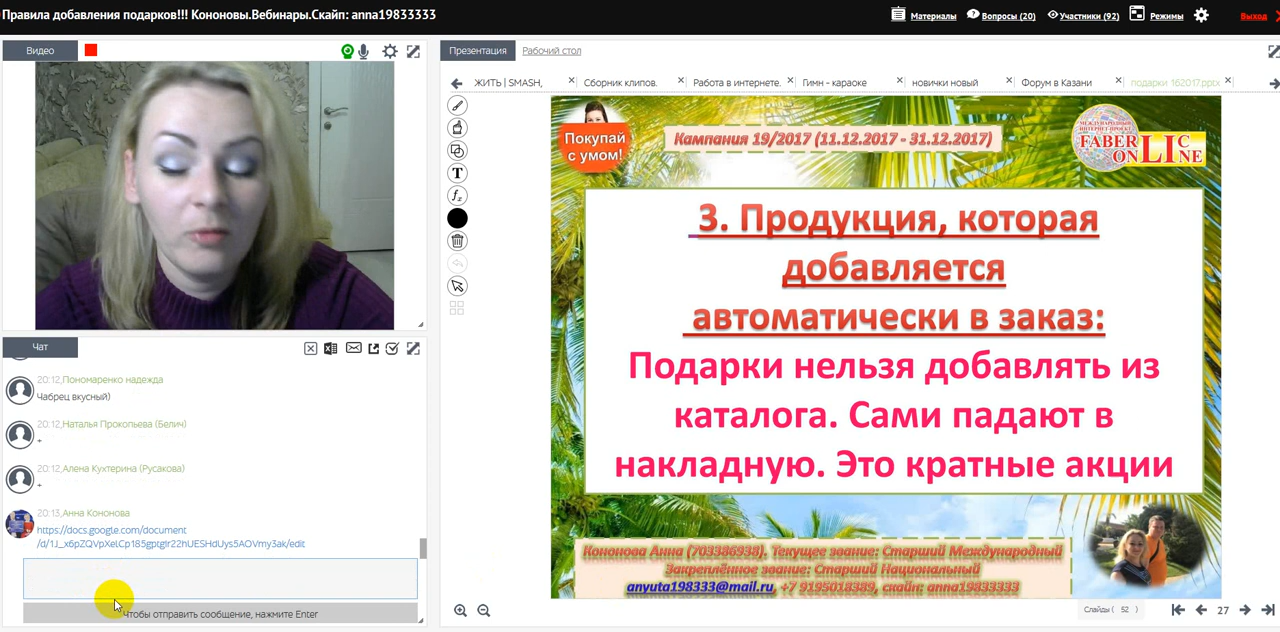 Правила добавления подарков!!! Кононовы.Вебинары.Скайп: anna19833333
Материалы Вопросы (20) Участники (92) Режимы Выход
Видео
Презентация Рабочий стол
ЖИТЬ | SMASH, Сборник клипов. Работа в интернете. Гимн - караоке новички новый Форум в Казани подарки 162017.pptx
Покупай
с умом!
Кампания 19/2017 (11.12.2017 - 31.12.2017)
МЕЖДУНАРОДНЫЙ
ИНТЕРНЕТ-ПРОЕКТ
FABERLIC
ONLINE
3. Продукция, которая
добавляется
автоматически в заказ:
Подарки нельзя добавлять из
каталога. Сами падают в
накладную. Это кратные акции
Кононова Анна (703386938). Текущее звание: Старший Международный
Закреплённое звание: Старший Национальный
anyuta198333@mail.ru, +7 9195018389, скайп: anna19833333
Слайды ( 52 ) 27
Чат
20:12,Пономаренко надежда
Чабрец вкусный)
20:12,Наталья Прокопьева (Белич)
+
20:12,Алена Кухтерина (Русакова)
+
20:13,Анна Кононова
https://docs.google.com/document
/d/1J_x6pZQVpXelCp185gptgIr22hUESHdUys5AOVmy3ak/edit
Чтобы отправить сообщение, нажмите Enter